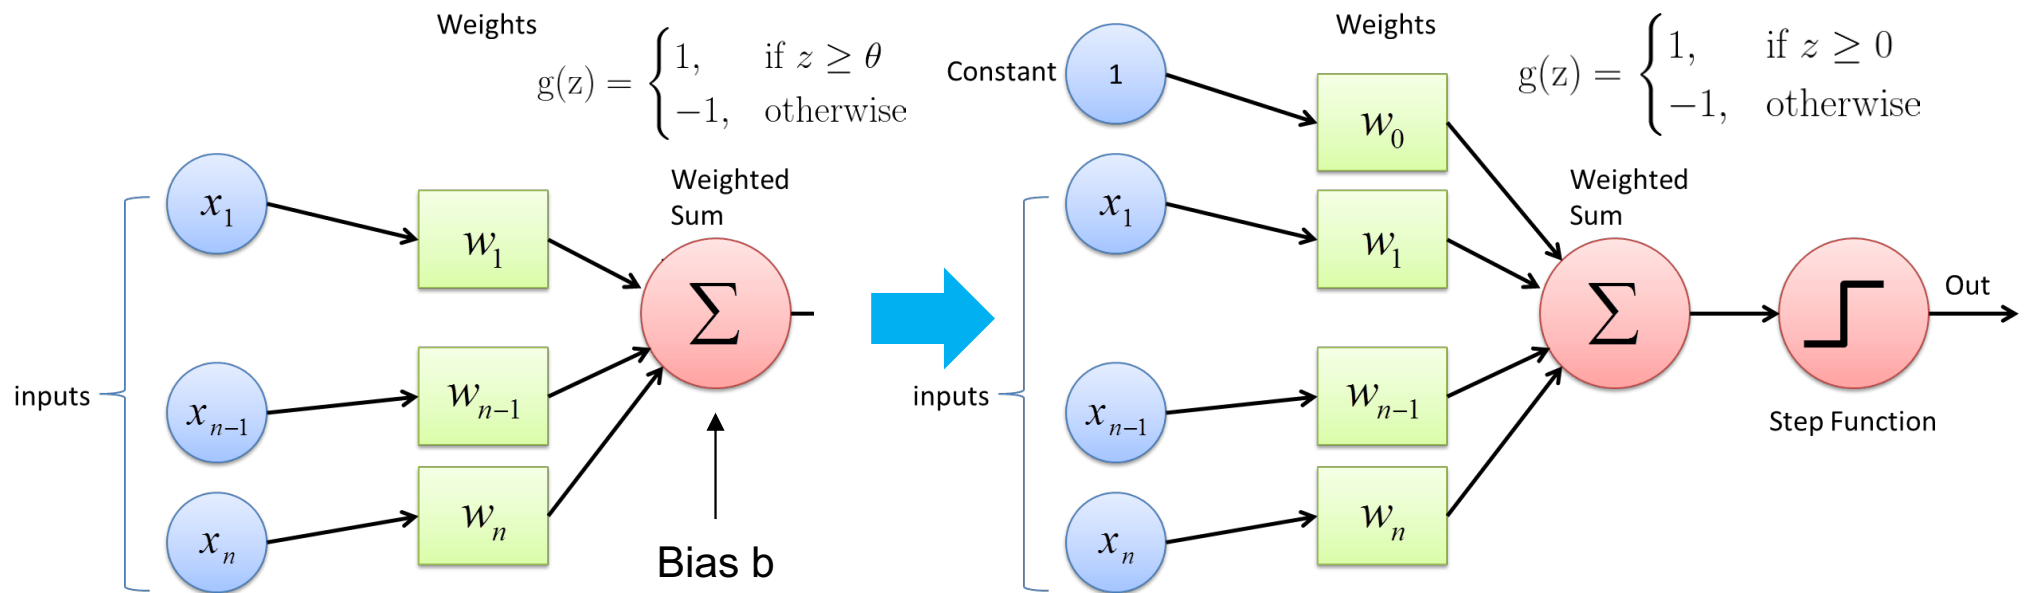 Weights
g(z) = { 1, if z ≥ θ
−1, otherwise
x₁
w₁
Weighted
Sum
∑
inputs
xₙ₋₁
wₙ₋₁
xₙ
wₙ
Bias b
Weights
Constant
1
w₀
g(z) = { 1, if z ≥ 0
−1, otherwise
x₁
w₁
Weighted
Sum
∑
Out
inputs
xₙ₋₁
wₙ₋₁
Step Function
xₙ
wₙ